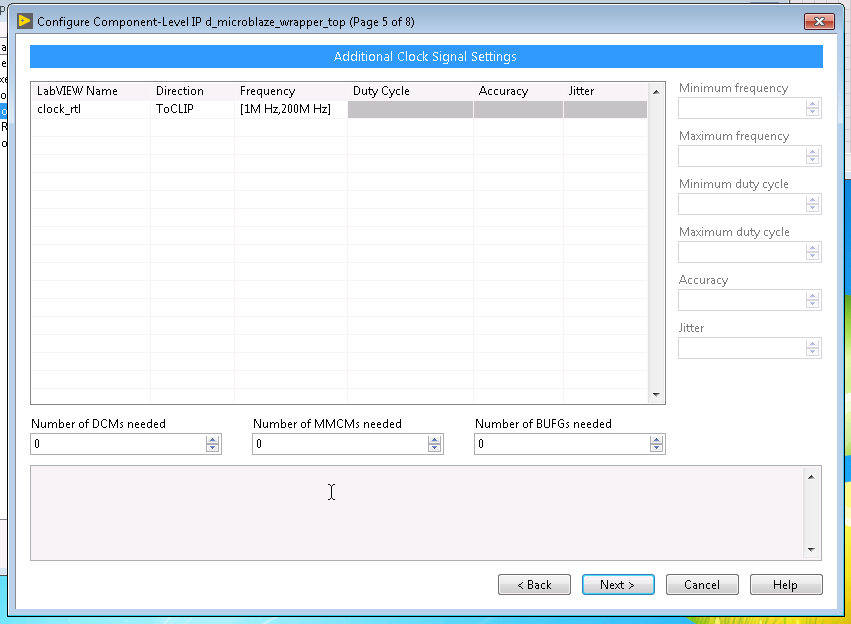 Configure Component-Level IP d_microblaze_wrapper_top (Page 5 of 8)
Additional Clock Signal Settings
LabVIEW Name Direction Frequency Duty Cycle Accuracy Jitter
clock_rtl ToCLIP [1M Hz,200M Hz]
Minimum frequency
Maximum frequency
Minimum duty cycle
Maximum duty cycle
Accuracy
Jitter
Number of DCMs needed Number of MMCMs needed Number of BUFGs needed
0 0 0
< Back Next > Cancel Help